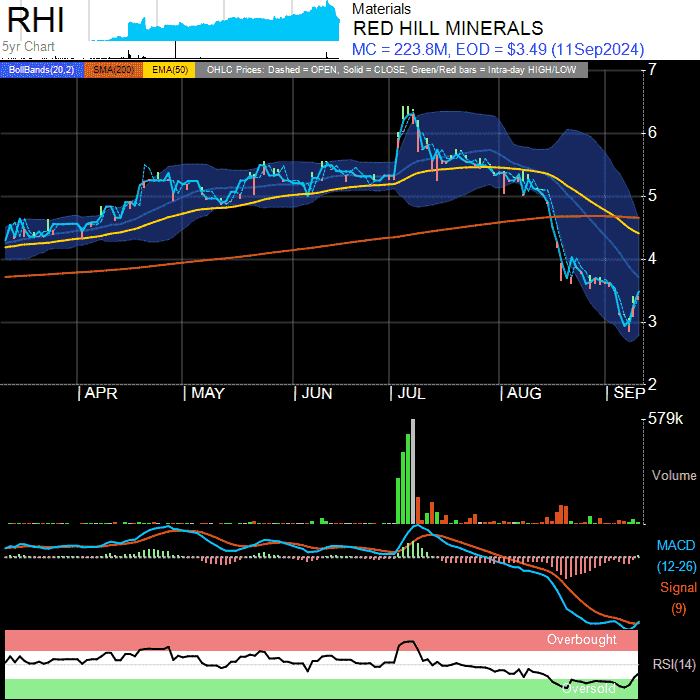 RHI
5yr Chart
Materials
RED HILL MINERALS
MC = 223.8M, EOD = $3.49 (11Sep2024)
BollBands(20,2) SMA(200) EMA(50) OHLC Prices: Dashed = OPEN, Solid = CLOSE, Green/Red bars = Intra-day HIGH/LOW
7
6
5
4
3
2
| APR | MAY | JUN | JUL | AUG | SEP
579k
Volume
MACD
(12-26)
Signal
(9)
Overbought
RSI(14)
Oversold